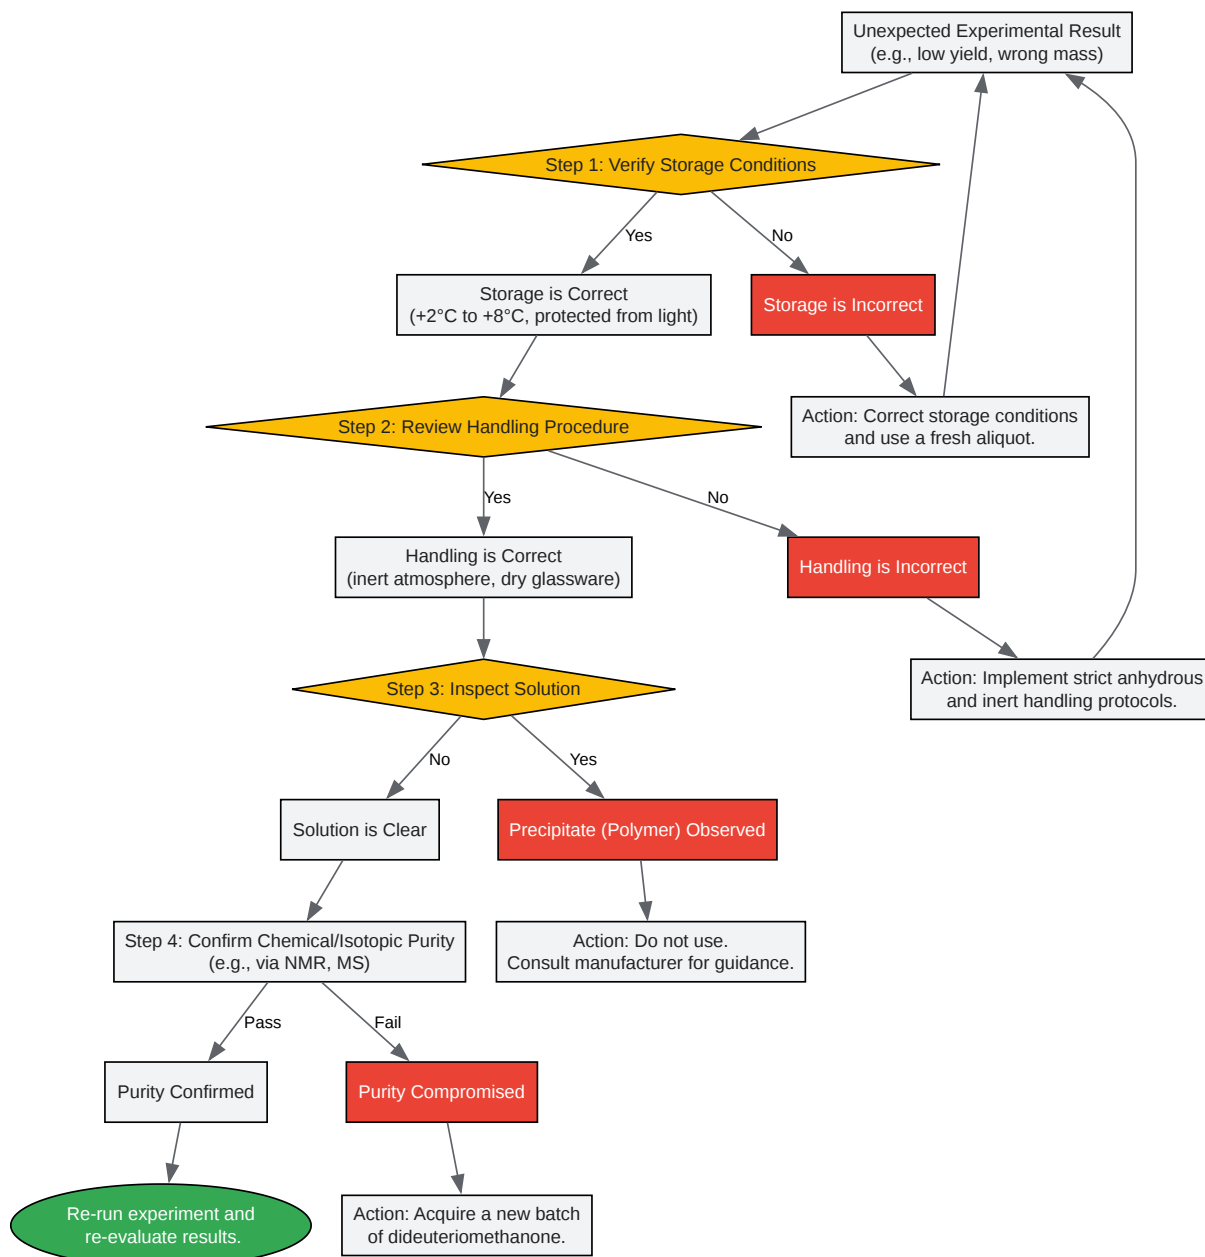 Unexpected Experimental Result
(e.g., low yield, wrong mass)
Step 1: Verify Storage Conditions
Yes
No
Storage is Correct
(+2°C to +8°C, protected from light)
Storage is Incorrect
Action: Correct storage conditions
and use a fresh aliquot.
Step 2: Review Handling Procedure
Yes
No
Handling is Correct
(inert atmosphere, dry glassware)
Handling is Incorrect
Action: Implement strict anhydrous
and inert handling protocols.
Step 3: Inspect Solution
No
Yes
Solution is Clear
Precipitate (Polymer) Observed
Step 4: Confirm Chemical/Isotopic Purity
(e.g., via NMR, MS)
Action: Do not use.
Consult manufacturer for guidance.
Pass
Fail
Purity Confirmed
Purity Compromised
Re-run experiment and
re-evaluate results.
Action: Acquire a new batch
of dideuteriomethanone.